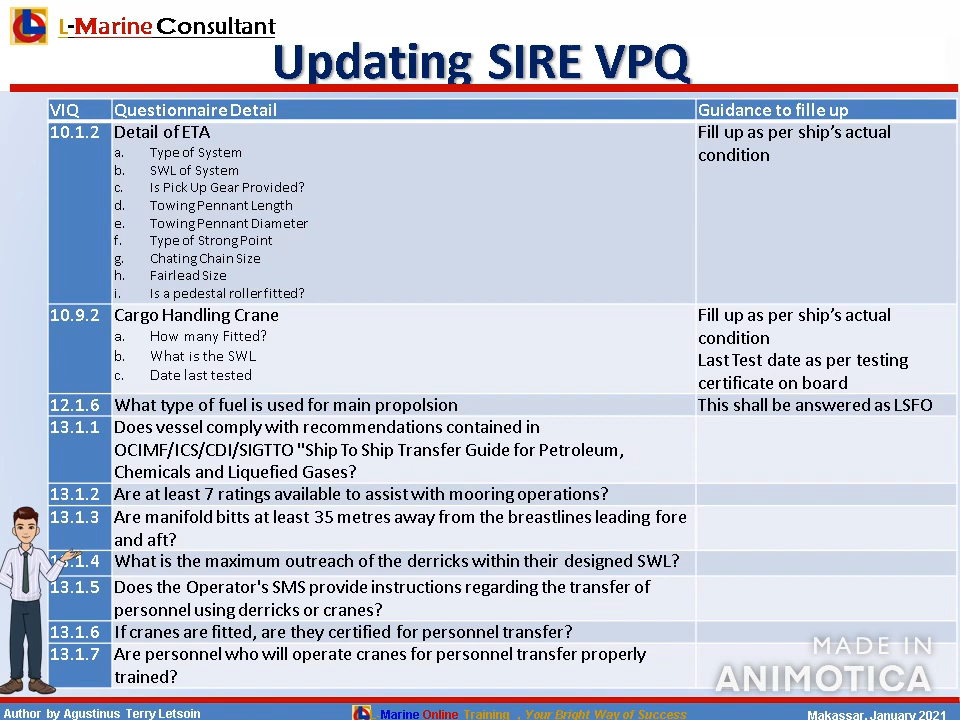 L-Marine Consultant
Updating SIRE VPQ
VIQ Questionnaire Detail Guidance to fille up
10.1.2 Detail of ETA Fill up as per ship's actual
condition
a. Type of System
b. SWL of System
c. Is Pick Up Gear Provided?
d. Towing Pennant Length
e. Towing Pennant Diameter
f. Type of Strong Point
g. Chating Chain Size
h. Fairlead Size
i. Is a pedestal roller fitted?
10.9.2 Cargo Handling Crane Fill up as per ship's actual
condition
a. How many Fitted?
b. What is the SWL Last Test date as per testing
c. Date last tested certificate on board
12.1.6 What type of fuel is used for main propolsion This shall be answered as LSFO
13.1.1 Does vessel comply with recommendations contained in
OCIMF/ICS/CDI/SIGTTO "Ship To Ship Transfer Guide for Petroleum,
Chemicals and Liquefied Gases?
13.1.2 Are at least 7 ratings available to assist with mooring operations?
13.1.3 Are manifold bitts at least 35 metres away from the breastlines leading fore
and aft?
.1.4 What is the maximum outreach of the derricks within their designed SWL?
13.1.5 Does the Operator's SMS provide instructions regarding the transfer of
personnel using derricks or cranes?
13.1.6 If cranes are fitted, are they certified for personnel transfer?
13.1.7 Are personnel who will operate cranes for personnel transfer properly
trained?
MADE IN
ANIMOTICA
Author by Agustinus Terry Letsoin L-Marine Online Training , Your Bright Way of Success Makassar, January 2021